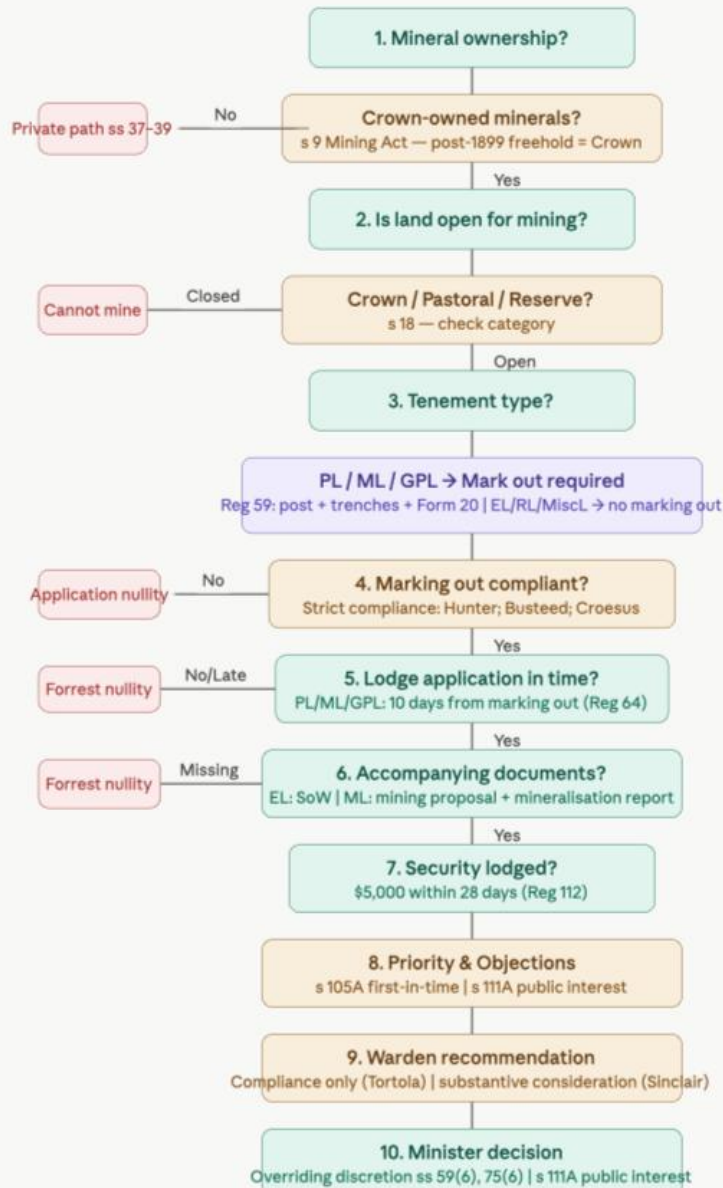 1. Mineral ownership?
Private path ss 37-39
No
Crown-owned minerals?
s 9 Mining Act — post-1899 freehold = Crown
Yes
2. Is land open for mining?
Cannot mine
Closed
Crown / Pastoral / Reserve?
s 18 — check category
Open
3. Tenement type?
PL / ML / GPL → Mark out required
Reg 59: post + trenches + Form 20 | EL/RL/MiscL → no marking out
Application nullity
No
4. Marking out compliant?
Strict compliance: Hunter; Busteed; Croesus
Yes
Forrest nullity
No/Late
5. Lodge application in time?
PL/ML/GPL: 10 days from marking out (Reg 64)
Yes
Forrest nullity
Missing
6. Accompanying documents?
EL: SoW | ML: mining proposal + mineralisation report
Yes
7. Security lodged?
$5,000 within 28 days (Reg 112)
8. Priority & Objections
s 105A first-in-time | s 111A public interest
9. Warden recommendation
Compliance only (Tortola) | substantive consideration (Sinclair)
10. Minister decision
Overriding discretion ss 59(6), 75(6) | s 111A public interest